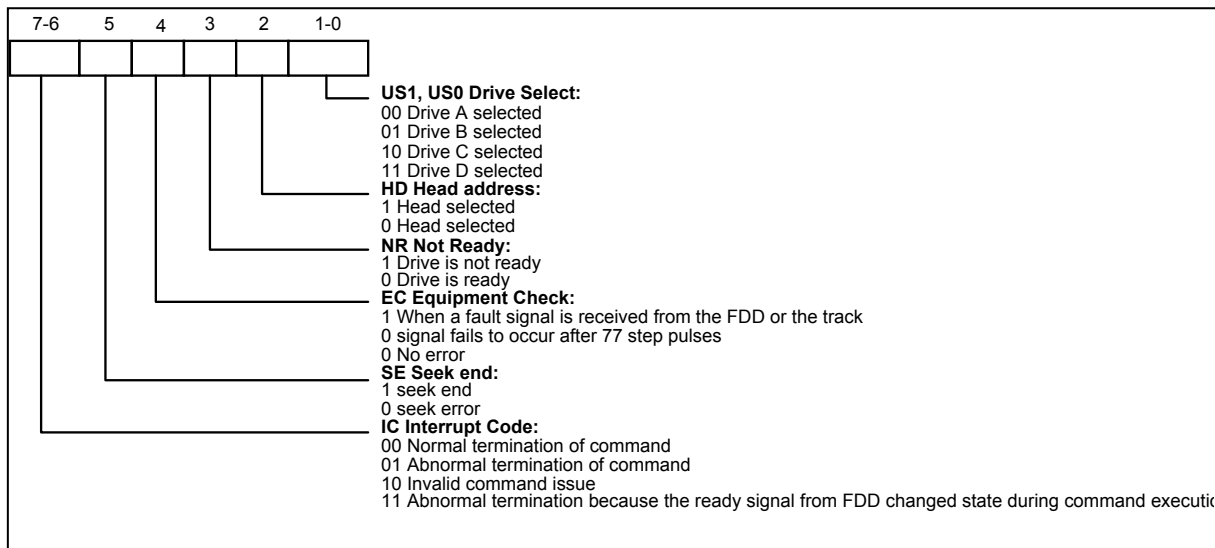 7-6 5 4 3 2 1-0
US1, US0 Drive Select:
00 Drive A selected
01 Drive B selected
10 Drive C selected
11 Drive D selected
HD Head address:
1 Head selected
0 Head selected
NR Not Ready:
1 Drive is not ready
0 Drive is ready
EC Equipment Check:
1 When a fault signal is received from the FDD or the track
0 signal fails to occur after 77 step pulses
0 No error
SE Seek end:
1 seek end
0 seek error
IC Interrupt Code:
00 Normal termination of command
01 Abnormal termination of command
10 Invalid command issue
11 Abnormal termination because the ready signal from FDD changed state during command executio